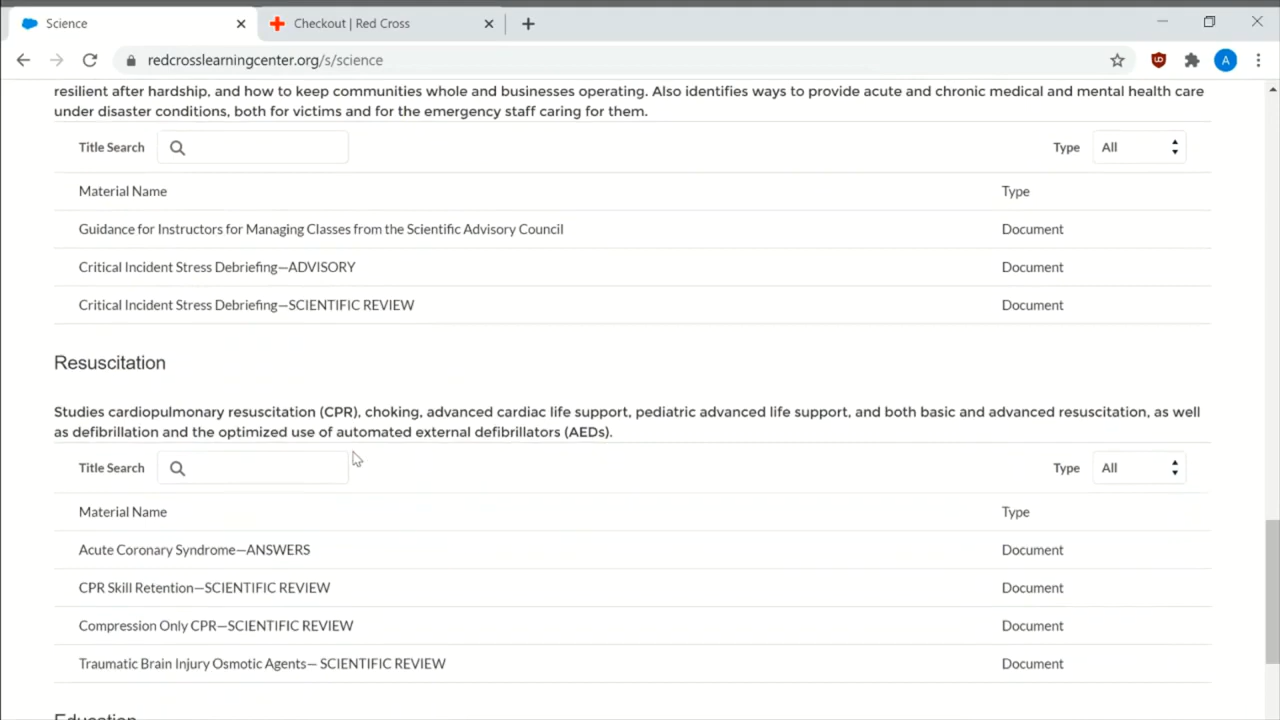 Science
Checkout | Red Cross
redcrosslearningcenter.org/s/science
A
resilient after hardship, and how to keep communities whole and businesses operating. Also identifies ways to provide acute and chronic medical and mental health care
under disaster conditions, both for victims and for the emergency staff caring for them.
Title Search
Type All
Material Name Type
Guidance for Instructors for Managing Classes from the Scientific Advisory Council Document
Critical Incident Stress Debriefing—ADVISORY Document
Critical Incident Stress Debriefing—SCIENTIFIC REVIEW Document
Resuscitation
Studies cardiopulmonary resuscitation (CPR), choking, advanced cardiac life support, pediatric advanced life support, and both basic and advanced resuscitation, as well
as defibrillation and the optimized use of automated external defibrillators (AEDs).
Title Search
Type All
Material Name Type
Acute Coronary Syndrome—ANSWERS Document
CPR Skill Retention—SCIENTIFIC REVIEW Document
Compression Only CPR—SCIENTIFIC REVIEW Document
Traumatic Brain Injury Osmotic Agents— SCIENTIFIC REVIEW Document
Education